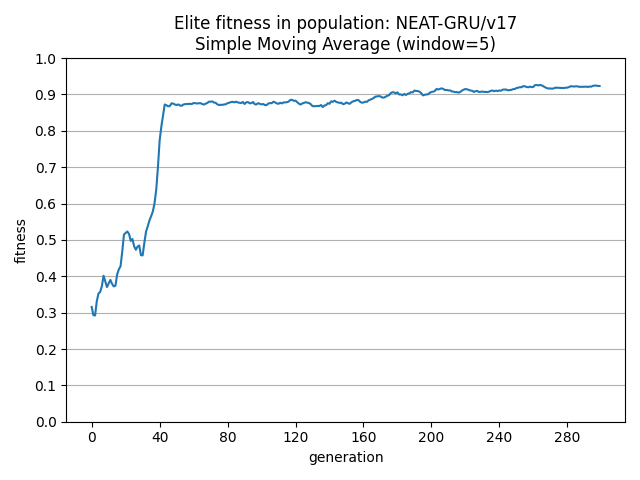 Elite fitness in population: NEAT-GRU/v17
Simple Moving Average (window=5)
1.0
0.9
0.8
0.7
0.6
0.5
0.4
0.3
0.2
0.1
0.0
fitness
0 40 80 120 160 200 240 280
generation